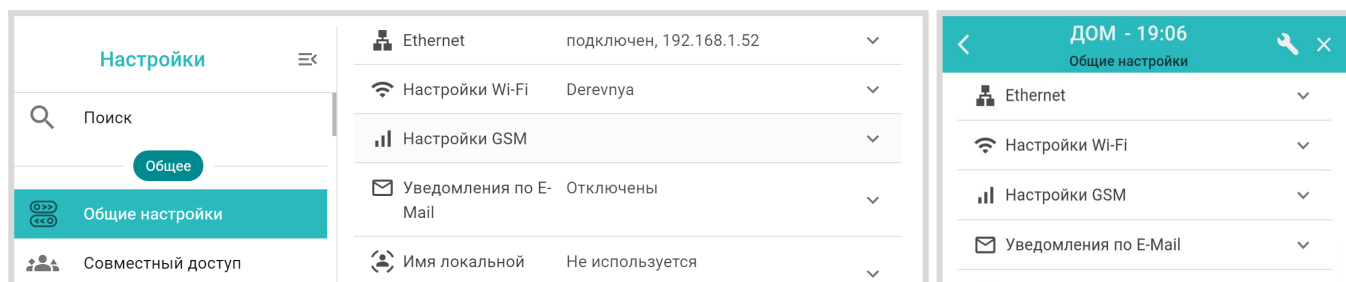 Настройки
Поиск
Общее
Общие настройки
Совместный доступ
Ethernet подключен, 192.168.1.52
Настройки Wi-Fi Derevnya
Настройки GSM
Уведомления по E- Отключены
Mail
Имя локальной Не используется
ДОМ - 19:06
Общие настройки
Ethernet
Настройки Wi-Fi
Настройки GSM
Уведомления по E-Mail